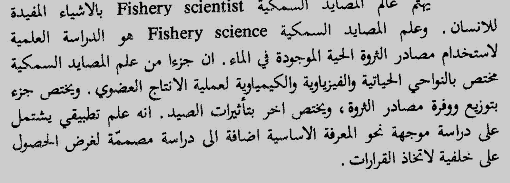 يهتم عالم المصايد السمكية Fishery scientist بالاشياء المفيدة
للانسان . وعلم المصايد السمكية Fishery science هو الدراسة العلمية
لاستخدام مصادر الثروة الحية الموجودة في الماء . ان جزءا من علم المصايد السمكية
مختص بالنواحي الحياتية والفيزياوية والكيمياوية لعملية الانتاج العضوي . ويختص جزء
بتوزيع ووفرة مصادر الثروة ، ويختص اخر بتأثيرات الصيد . انه علم تطبيقي يشتمل
على دراسة موجهة نحو المعرفة الاساسية اضافة الى دراسة مصممّة لغرض الحصول
على خلفية لاتخاذ القرارات .